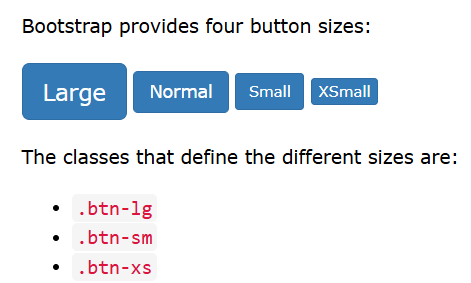 Bootstrap provides four button sizes:
Large Normal Small XSmall
The classes that define the different sizes are:
.btn-lg
.btn-sm
.btn-xs